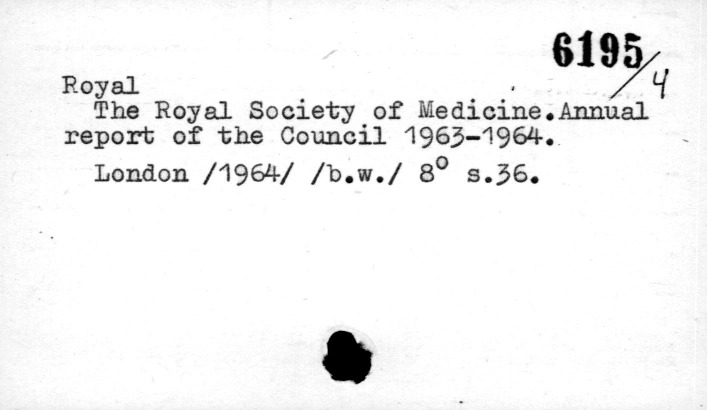 6195/4
Royal
The Royal Society of Medicine.Annual
report of the Council 1963-1964.
London /1964/ /b.w./ 8° s.36.